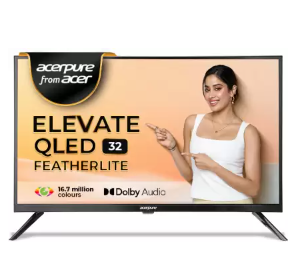 acerpure
from acer
ELEVATE
QLED 32
FEATHERLITE
16.7 million
colours
Dolby Audio
acerpure